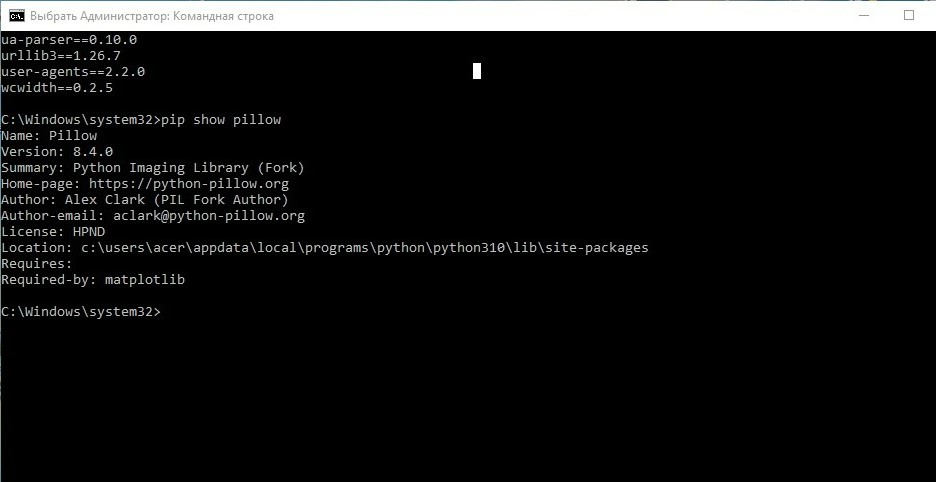 Выбрать Администратор: Командная строка
ua-parser==0.10.0
urllib3==1.26.7
user-agents==2.2.0
wcwidth==0.2.5
C:\Windows\system32>pip show pillow
Name: Pillow
Version: 8.4.0
Summary: Python Imaging Library (Fork)
Home-page: https://python-pillow.org
Author: Alex Clark (PIL Fork Author)
Author-email: aclark@python-pillow.org
License: HPND
Location: c:\users\acer\appdata\local\programs\python\python310\lib\site-packages
Requires:
Required-by: matplotlib
C:\Windows\system32>